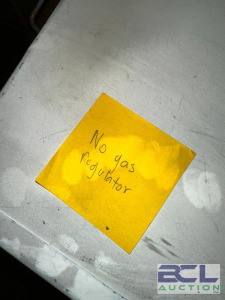 No gas
regulator
BCL
AUCTION